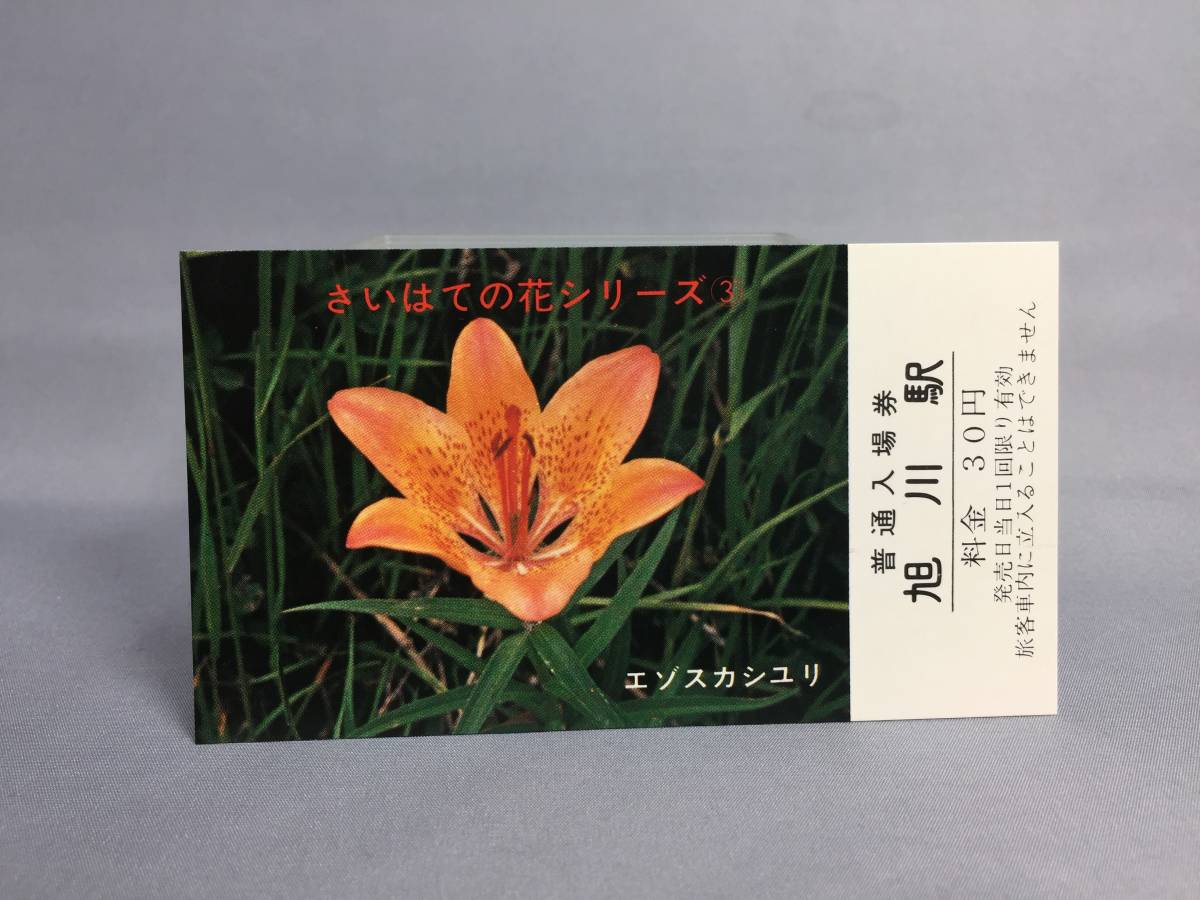 さいはての花シリーズ③
エゾスカシユリ
普通入場券
旭川駅
料金 30円
発売日当日1回限り有効
旅客車内に立入ることはできません